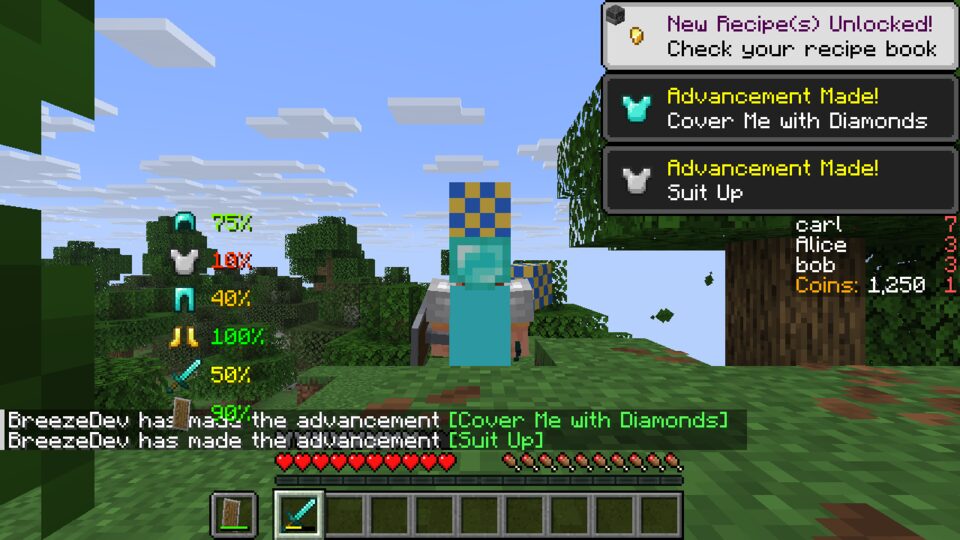 New Recipe(s) Unlocked!
Check your recipe book
Advancement Made!
Cover Me with Diamonds
Advancement Made!
Suit Up
carl 7
Alice 3
bob 3
Coins: 1,250 1
75%
10%
40%
100%
50%
90%
BreezeDev has made the advancement [Cover Me with Diamonds]
BreezeDev has made the advancement [Suit Up]